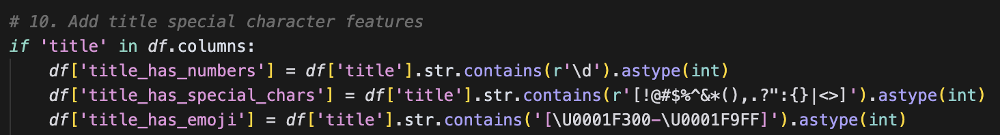 # 10. Add title special character features
if 'title' in df.columns:
    df['title_has_numbers'] = df['title'].str.contains(r'\d').astype(int)
    df['title_has_special_chars'] = df['title'].str.contains(r'[!@#$%^&*(),.?":{}|<>]').astype(int)
    df['title_has_emoji'] = df['title'].str.contains('[\U0001F300-\U0001F9FF]').astype(int)